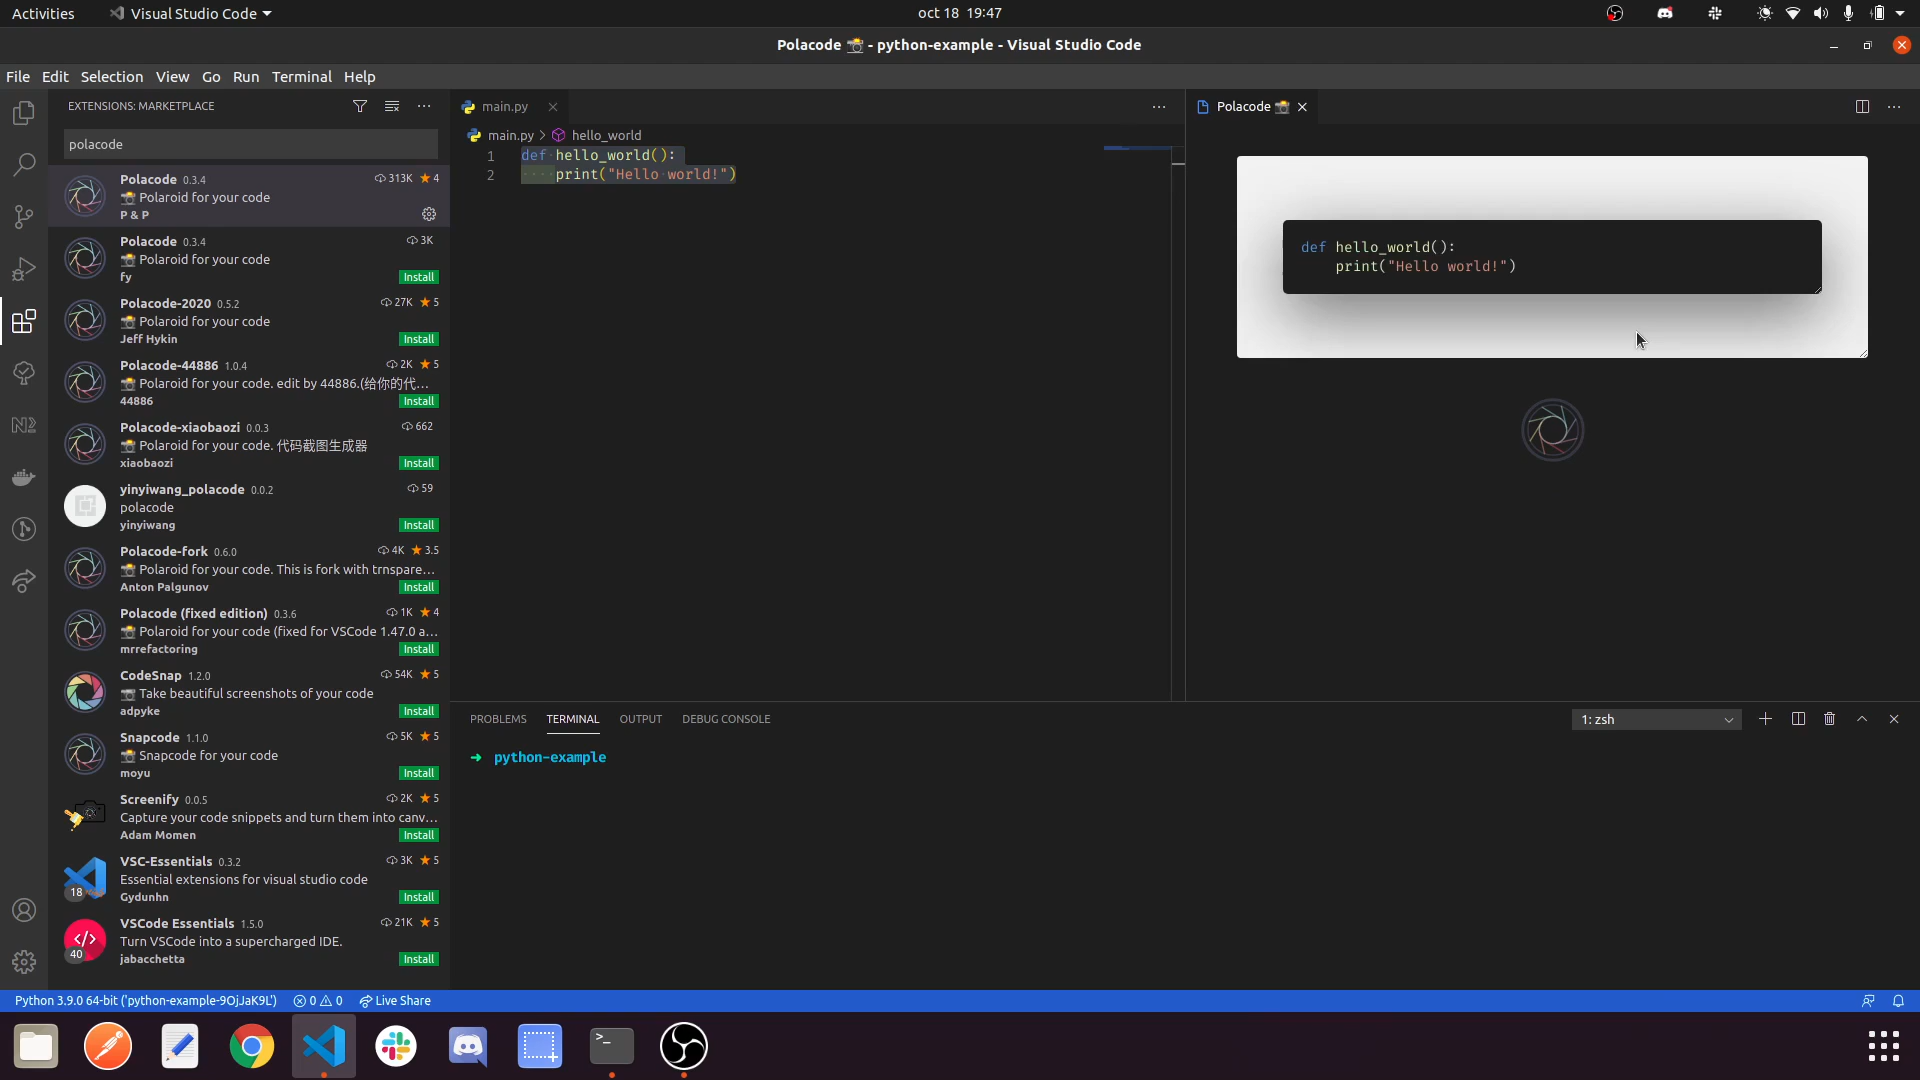 Activities
Visual Studio Code
oct 18 19:47
Polacode 📸 - python-example - Visual Studio Code
File Edit Selection View Go Run Terminal Help
EXTENSIONS: MARKETPLACE
polacode
Polacode 0.3.4 313K ★ 4
📸 Polaroid for your code
P & P
Polacode 0.3.4 3K
📸 Polaroid for your code
fy Install
Polacode-2020 0.5.2 27K ★ 5
📸 Polaroid for your code
Jeff Hykin Install
Polacode-44886 1.0.4 2K ★ 5
📸 Polaroid for your code. edit by 44886.(给你的代…
44886 Install
Polacode-xiaobaozi 0.0.3 662
📸 Polaroid for your code. 代码截图生成器
xiaobaozi Install
yinyiwang_polacode 0.0.2 59
polacode
yinyiwang Install
Polacode-fork 0.6.0 4K ★ 3.5
📸 Polaroid for your code. This is fork with trnspare…
Anton Palgunov Install
Polacode (fixed edition) 0.3.6 1K ★ 4
📸 Polaroid for your code (fixed for VSCode 1.47.0 a…
mrrefactoring Install
CodeSnap 1.2.0 54K ★ 5
📷 Take beautiful screenshots of your code
adpyke Install
Snapcode 1.1.0 5K ★ 5
📸 Snapcode for your code
moyu Install
Screenify 0.0.5 2K ★ 5
Capture your code snippets and turn them into canv…
Adam Momen Install
VSC-Essentials 0.3.2 3K ★ 5
Essential extensions for visual studio code
18
Gydunhn Install
VSCode Essentials 1.5.0 21K ★ 5
Turn VSCode into a supercharged IDE.
40
jabacchetta Install
main.py
main.py > hello_world
1 def hello_world():
2 ····print("Hello·world!")
Polacode 📸
def hello_world():
    print("Hello world!")
PROBLEMS TERMINAL OUTPUT DEBUG CONSOLE
1: zsh
➜ python-example
Python 3.9.0 64-bit ('python-example-9OjJaK9L') 0 0 Live Share